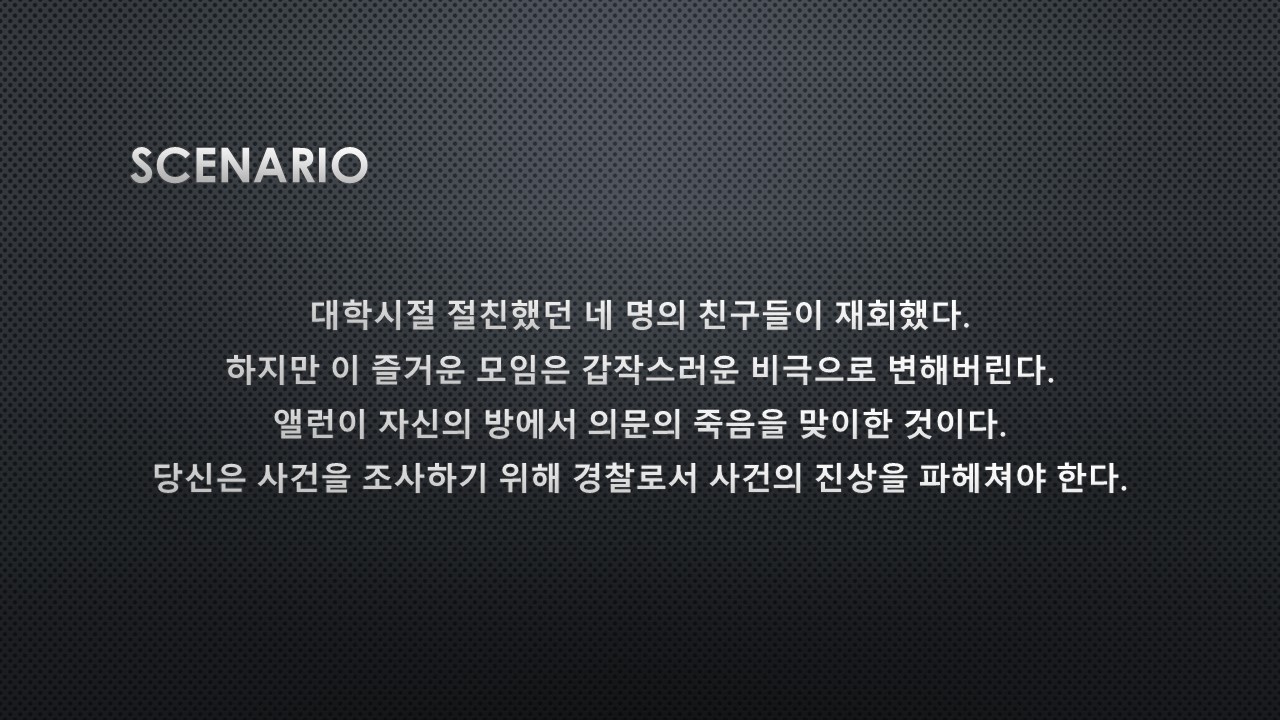 SCENARIO
대학시절 절친했던 네 명의 친구들이 재회했다.
하지만 이 즐거운 모임은 갑작스러운 비극으로 변해버린다.
앨런이 자신의 방에서 의문의 죽음을 맞이한 것이다.
당신은 사건을 조사하기 위해 경찰로서 사건의 진상을 파헤쳐야 한다.